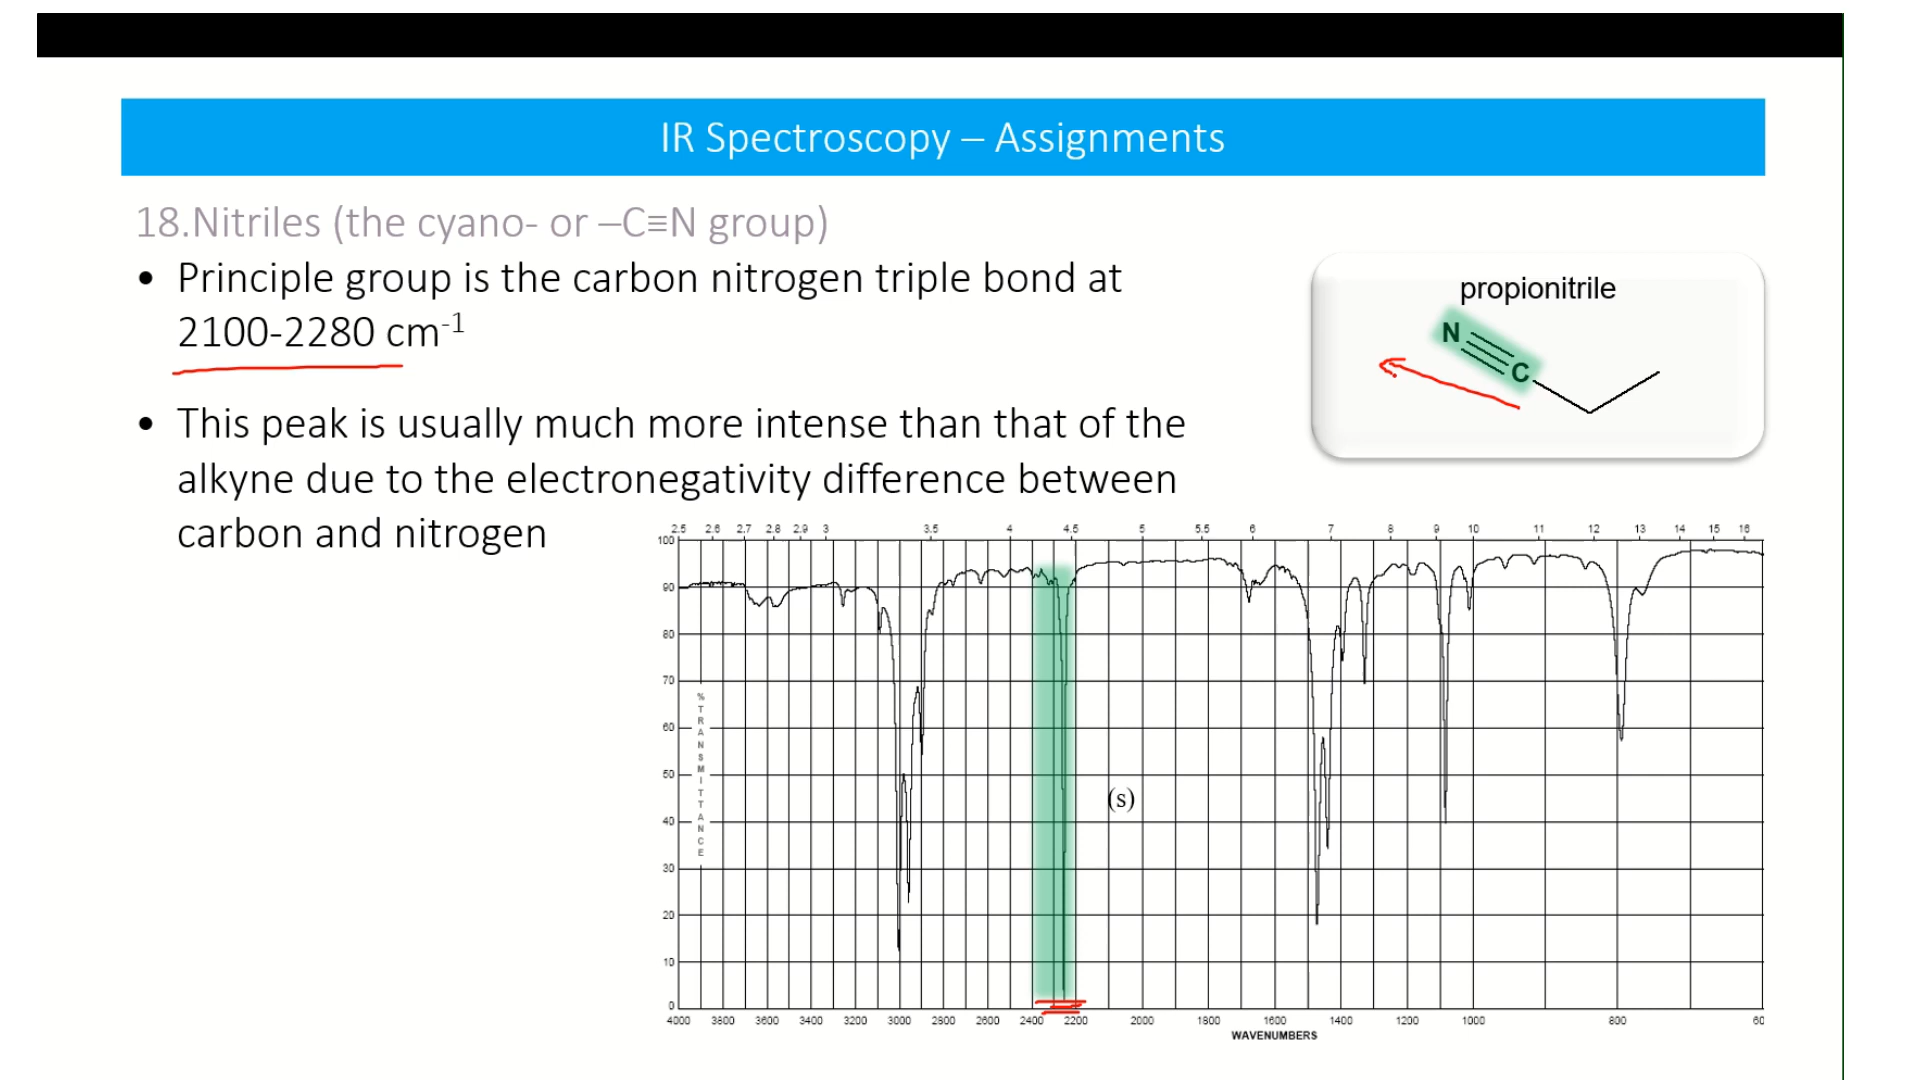 IR Spectroscopy – Assignments
18.Nitriles (the cyano- or –C≡N group)
• Principle group is the carbon nitrogen triple bond at
2100-2280 cm-1
• This peak is usually much more intense than that of the
alkyne due to the electronegativity difference between
carbon and nitrogen
propionitrile
N
C
2.5 2.6 2.7 2.8 2.9 3 3.5 4 4.5 5 5.5 6 7 8 9 10 11 12 13 14 15 16
100
90
80
70
60
50
40
30
20
10
0
%TRANSMITTANCE
(s)
4000 3800 3600 3400 3200 3000 2800 2600 2400 2200 2000 1800 1600 1400 1200 1000 800 60
WAVENUMBERS